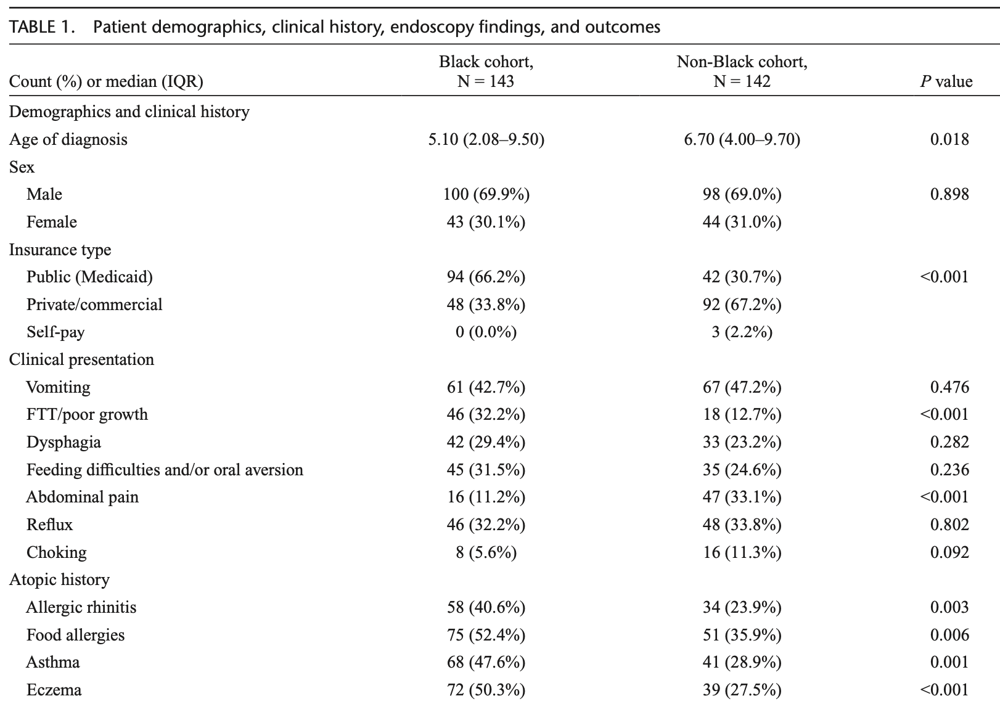 TABLE 1. Patient demographics, clinical history, endoscopy findings, and outcomes
Black cohort, Non-Black cohort,
Count (%) or median (IQR) N = 143 N = 142 P value
Demographics and clinical history
Age of diagnosis 5.10 (2.08–9.50) 6.70 (4.00–9.70) 0.018
Sex
Male 100 (69.9%) 98 (69.0%) 0.898
Female 43 (30.1%) 44 (31.0%)
Insurance type
Public (Medicaid) 94 (66.2%) 42 (30.7%) <0.001
Private/commercial 48 (33.8%) 92 (67.2%)
Self-pay 0 (0.0%) 3 (2.2%)
Clinical presentation
Vomiting 61 (42.7%) 67 (47.2%) 0.476
FTT/poor growth 46 (32.2%) 18 (12.7%) <0.001
Dysphagia 42 (29.4%) 33 (23.2%) 0.282
Feeding difficulties and/or oral aversion 45 (31.5%) 35 (24.6%) 0.236
Abdominal pain 16 (11.2%) 47 (33.1%) <0.001
Reflux 46 (32.2%) 48 (33.8%) 0.802
Choking 8 (5.6%) 16 (11.3%) 0.092
Atopic history
Allergic rhinitis 58 (40.6%) 34 (23.9%) 0.003
Food allergies 75 (52.4%) 51 (35.9%) 0.006
Asthma 68 (47.6%) 41 (28.9%) 0.001
Eczema 72 (50.3%) 39 (27.5%) <0.001